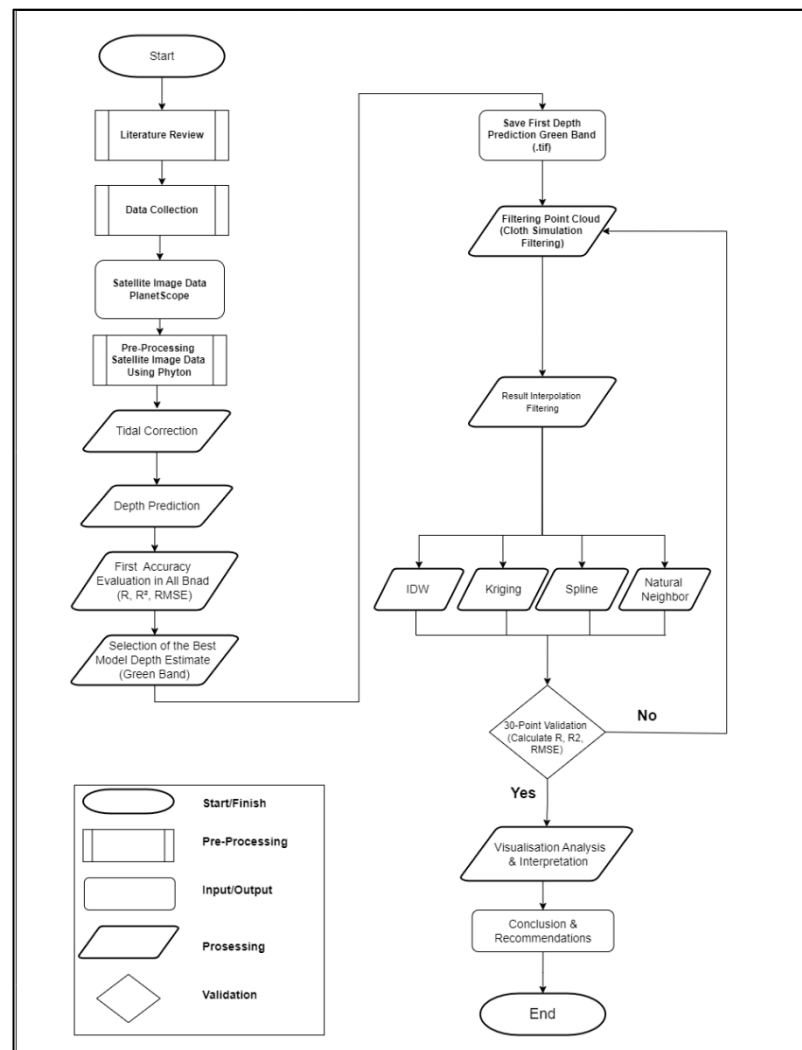 Start
Literature Review
Data Collection
Satellite Image Data
PlanetScope
Pre-Processing
Satellite Image Data
Using Phyton
Tidal Correction
Depth Prediction
First Accuracy
Evaluation in All Bnad
(R, R², RMSE)
Selection of the Best
Model Depth Estimate
(Green Band)
Save First Depth
Prediction Green Band
(.tif)
Filtering Point Cloud
(Cloth Simulation
Filtering)
Result Interpolation
Filtering
IDW
Kriging
Spline
Natural
Neighbor
30-Point Validation
(Calculate R, R2,
RMSE)
No
Yes
Visualisation Analysis
& Interpretation
Conclusion &
Recommendations
End
Start/Finish
Pre-Processing
Input/Output
Prosessing
Validation